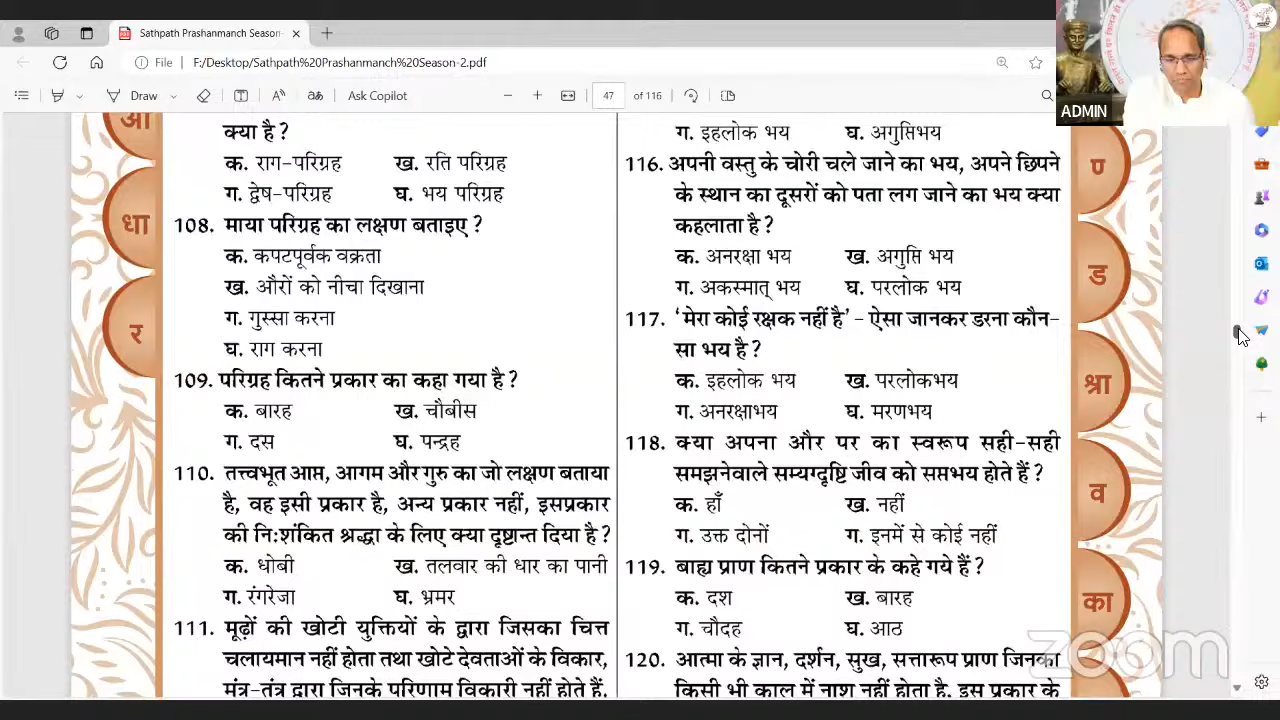 Sathpath Prashanmanch Season-
File | F:/Desktop/Sathpath%20Prashanmanch%20Season-2.pdf
Draw
Ask Copilot
47 of 116
ADMIN
आ
धा
र
क्या है ?
क. राग-परिग्रह ख. रति परिग्रह
ग. द्वेष-परिग्रह घ. भय परिग्रह
108. माया परिग्रह का लक्षण बताइए ?
क. कपटपूर्वक वक्रता
ख. औरों को नीचा दिखाना
ग. गुस्सा करना
घ. राग करना
109. परिग्रह कितने प्रकार का कहा गया है ?
क. बारह ख. चौबीस
ग. दस घ. पन्द्रह
110. तत्त्वभूत आप्त, आगम और गुरु का जो लक्षण बताया
है, वह इसी प्रकार है, अन्य प्रकार नहीं, इसप्रकार
की निःशंकित श्रद्धा के लिए क्या दृष्टान्त दिया है ?
क. धोबी ख. तलवार की धार का पानी
ग. रंगरेजा घ. भ्रमर
111. मूढ़ों की खोटी युक्तियों के द्वारा जिसका चित्त
चलायमान नहीं होता तथा खोटे देवताओं के विकार,
मंत्र-तंत्र द्वारा जिनके परिणाम विकारी नहीं होते हैं,
ग. इहलोक भय घ. अगुप्तिभय
116. अपनी वस्तु के चोरी चले जाने का भय, अपने छिपने
के स्थान का दूसरों को पता लग जाने का भय क्या
कहलाता है ?
क. अनरक्षा भय ख. अगुप्ति भय
ग. अकस्मात् भय घ. परलोक भय
117. ‘मेरा कोई रक्षक नहीं है’ - ऐसा जानकर डरना कौन-
सा भय है ?
क. इहलोक भय ख. परलोकभय
ग. अनरक्षाभय घ. मरणभय
118. क्या अपना और पर का स्वरूप सही-सही
समझनेवाले सम्यग्दृष्टि जीव को सप्तभय होते हैं ?
क. हाँ ख. नहीं
ग. उक्त दोनों ग. इनमें से कोई नहीं
119. बाह्य प्राण कितने प्रकार के कहे गये हैं ?
क. दश ख. बारह
ग. चौदह घ. आठ
120. आत्मा के ज्ञान, दर्शन, सुख, सत्तारूप प्राण जिनका
किसी भी काल में नाश नहीं होता है, इस प्रकार के
ण
ड
श्रा
व
का
zoom